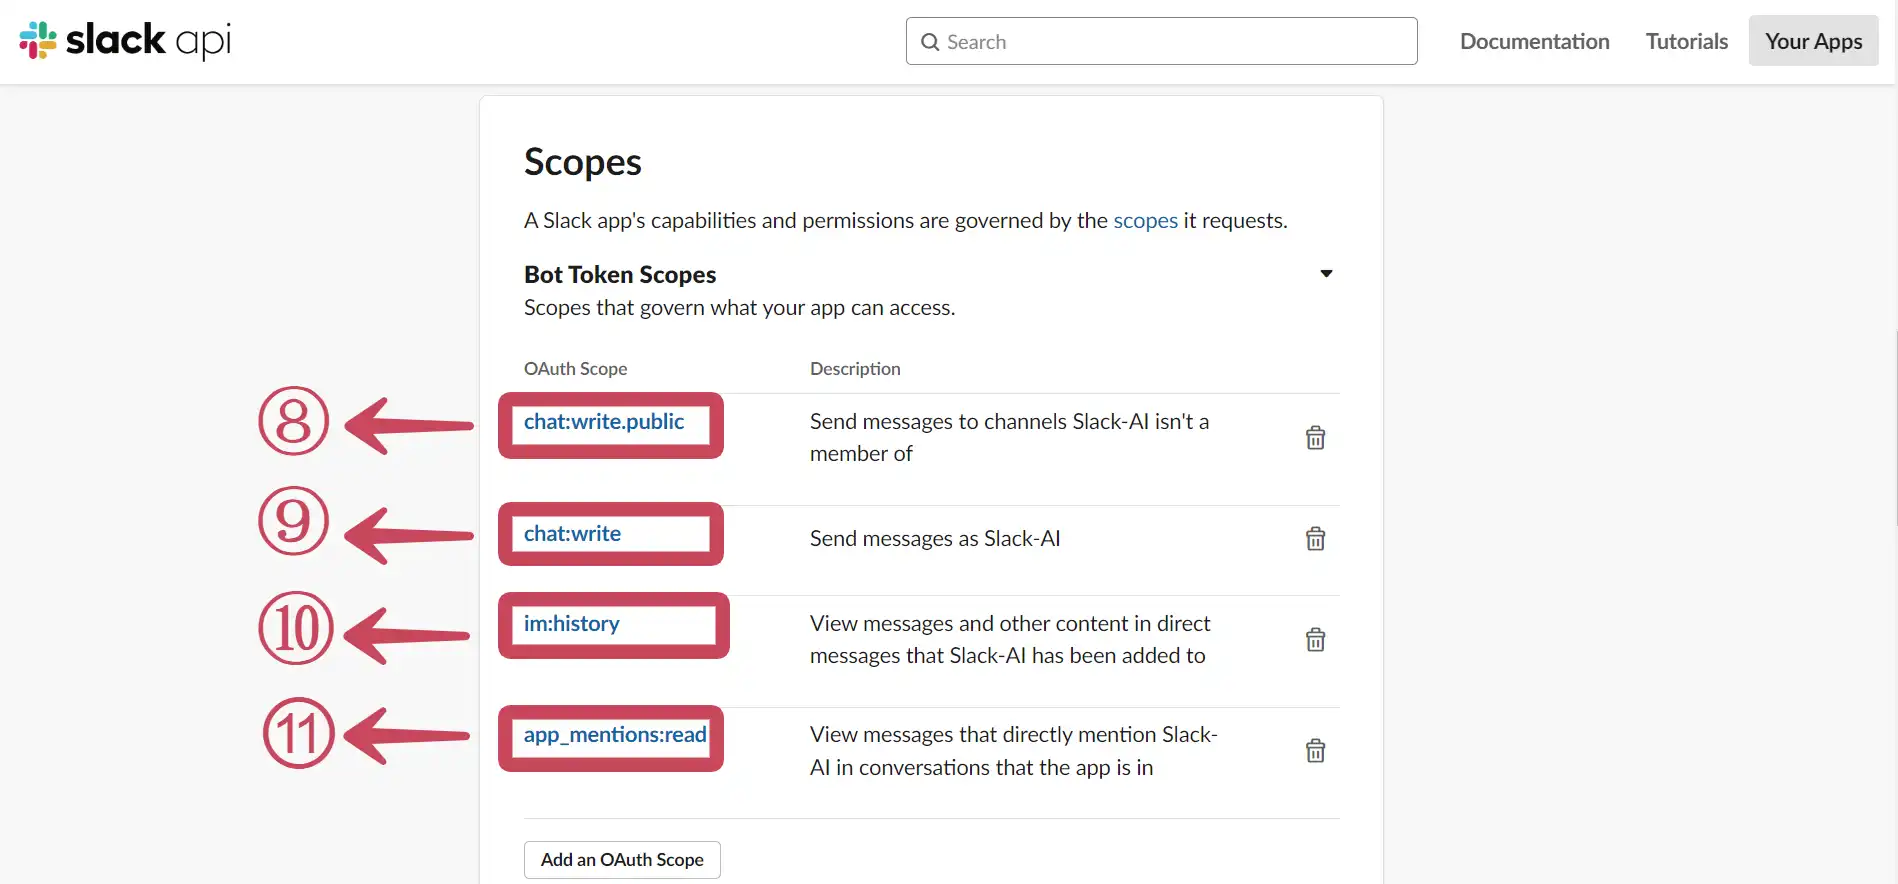 slack api
Search
Documentation
Tutorials
Your Apps
Scopes
A Slack app's capabilities and permissions are governed by the scopes it requests.
Bot Token Scopes
Scopes that govern what your app can access.
OAuth Scope
Description
⑧
chat:write.public
Send messages to channels Slack-AI isn't a
member of
⑨
chat:write
Send messages as Slack-AI
⑩
im:history
View messages and other content in direct
messages that Slack-AI has been added to
⑪
app_mentions:read
View messages that directly mention Slack-
AI in conversations that the app is in
Add an OAuth Scope